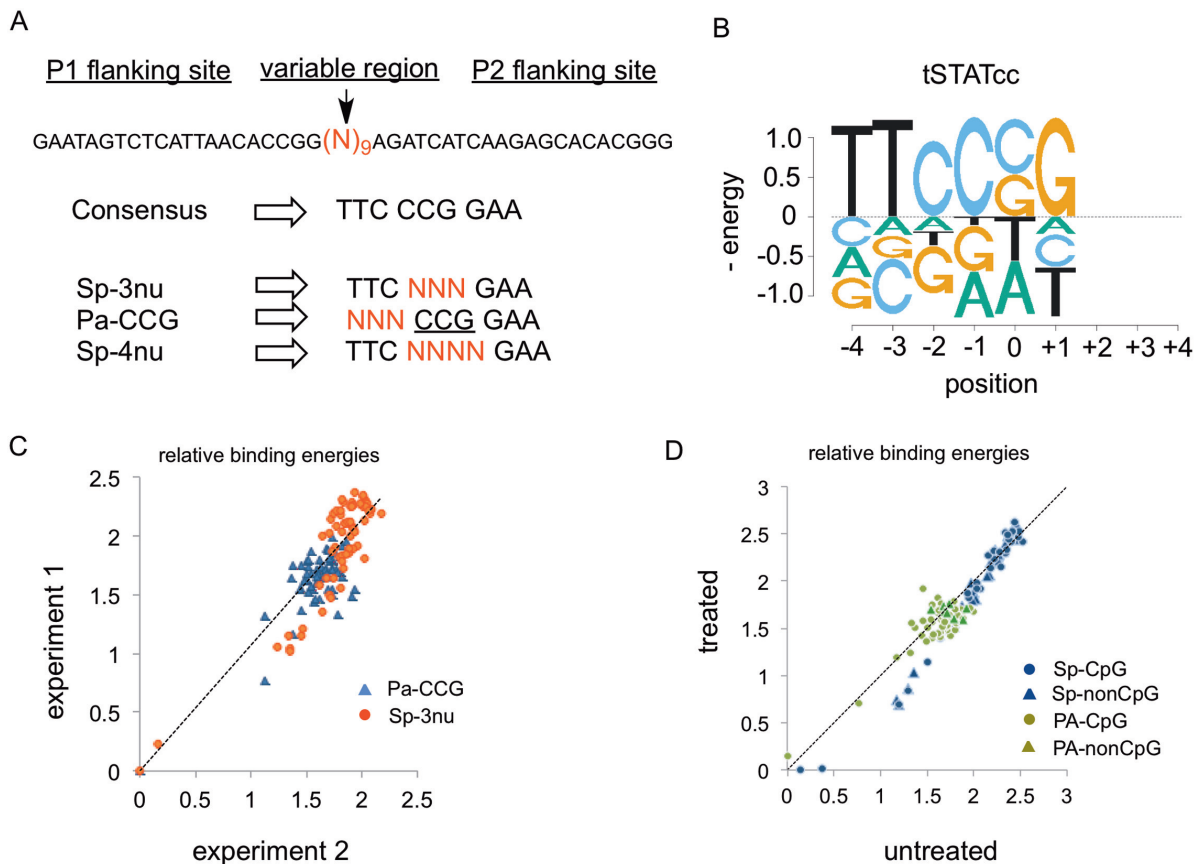 A
P1 flanking site variable region P2 flanking site
GAATAGTCTCATTAACACCGG(N)9AGATCATCAAGAGCACACGGG
Consensus TTC CCG GAA
Sp-3nu TTC NNN GAA
Pa-CCG NNN CCG GAA
Sp-4nu TTC NNNN GAA
B
tSTATcc
- energy
1.0
0.5
0
-0.5
-1.0
T T C C C G
G
C A A T T A
A G T G A C
G C G A T
-4 -3 -2 -1 0 +1 +2 +3 +4
position
C
relative binding energies
experiment 1
2.5
2
1.5
1
0.5
0
Pa-CCG
Sp-3nu
0 0.5 1 1.5 2 2.5
experiment 2
D
relative binding energies
treated
3
2.5
2
1.5
1
0.5
0
Sp-CpG
Sp-nonCpG
PA-CpG
PA-nonCpG
0 0.5 1 1.5 2 2.5 3
untreated